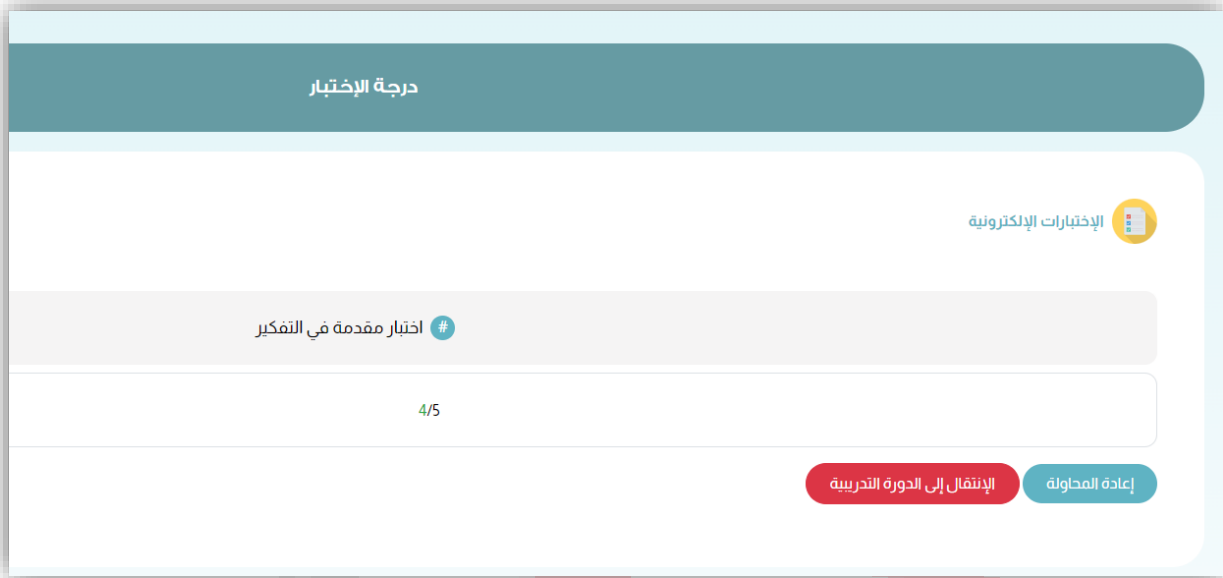 درجة الإختبار
الإختبارات الإلكترونية
# اختبار مقدمة في التفكير
4/5
إعادة المحاولة
الإنتقال إلى الدورة التدريبية